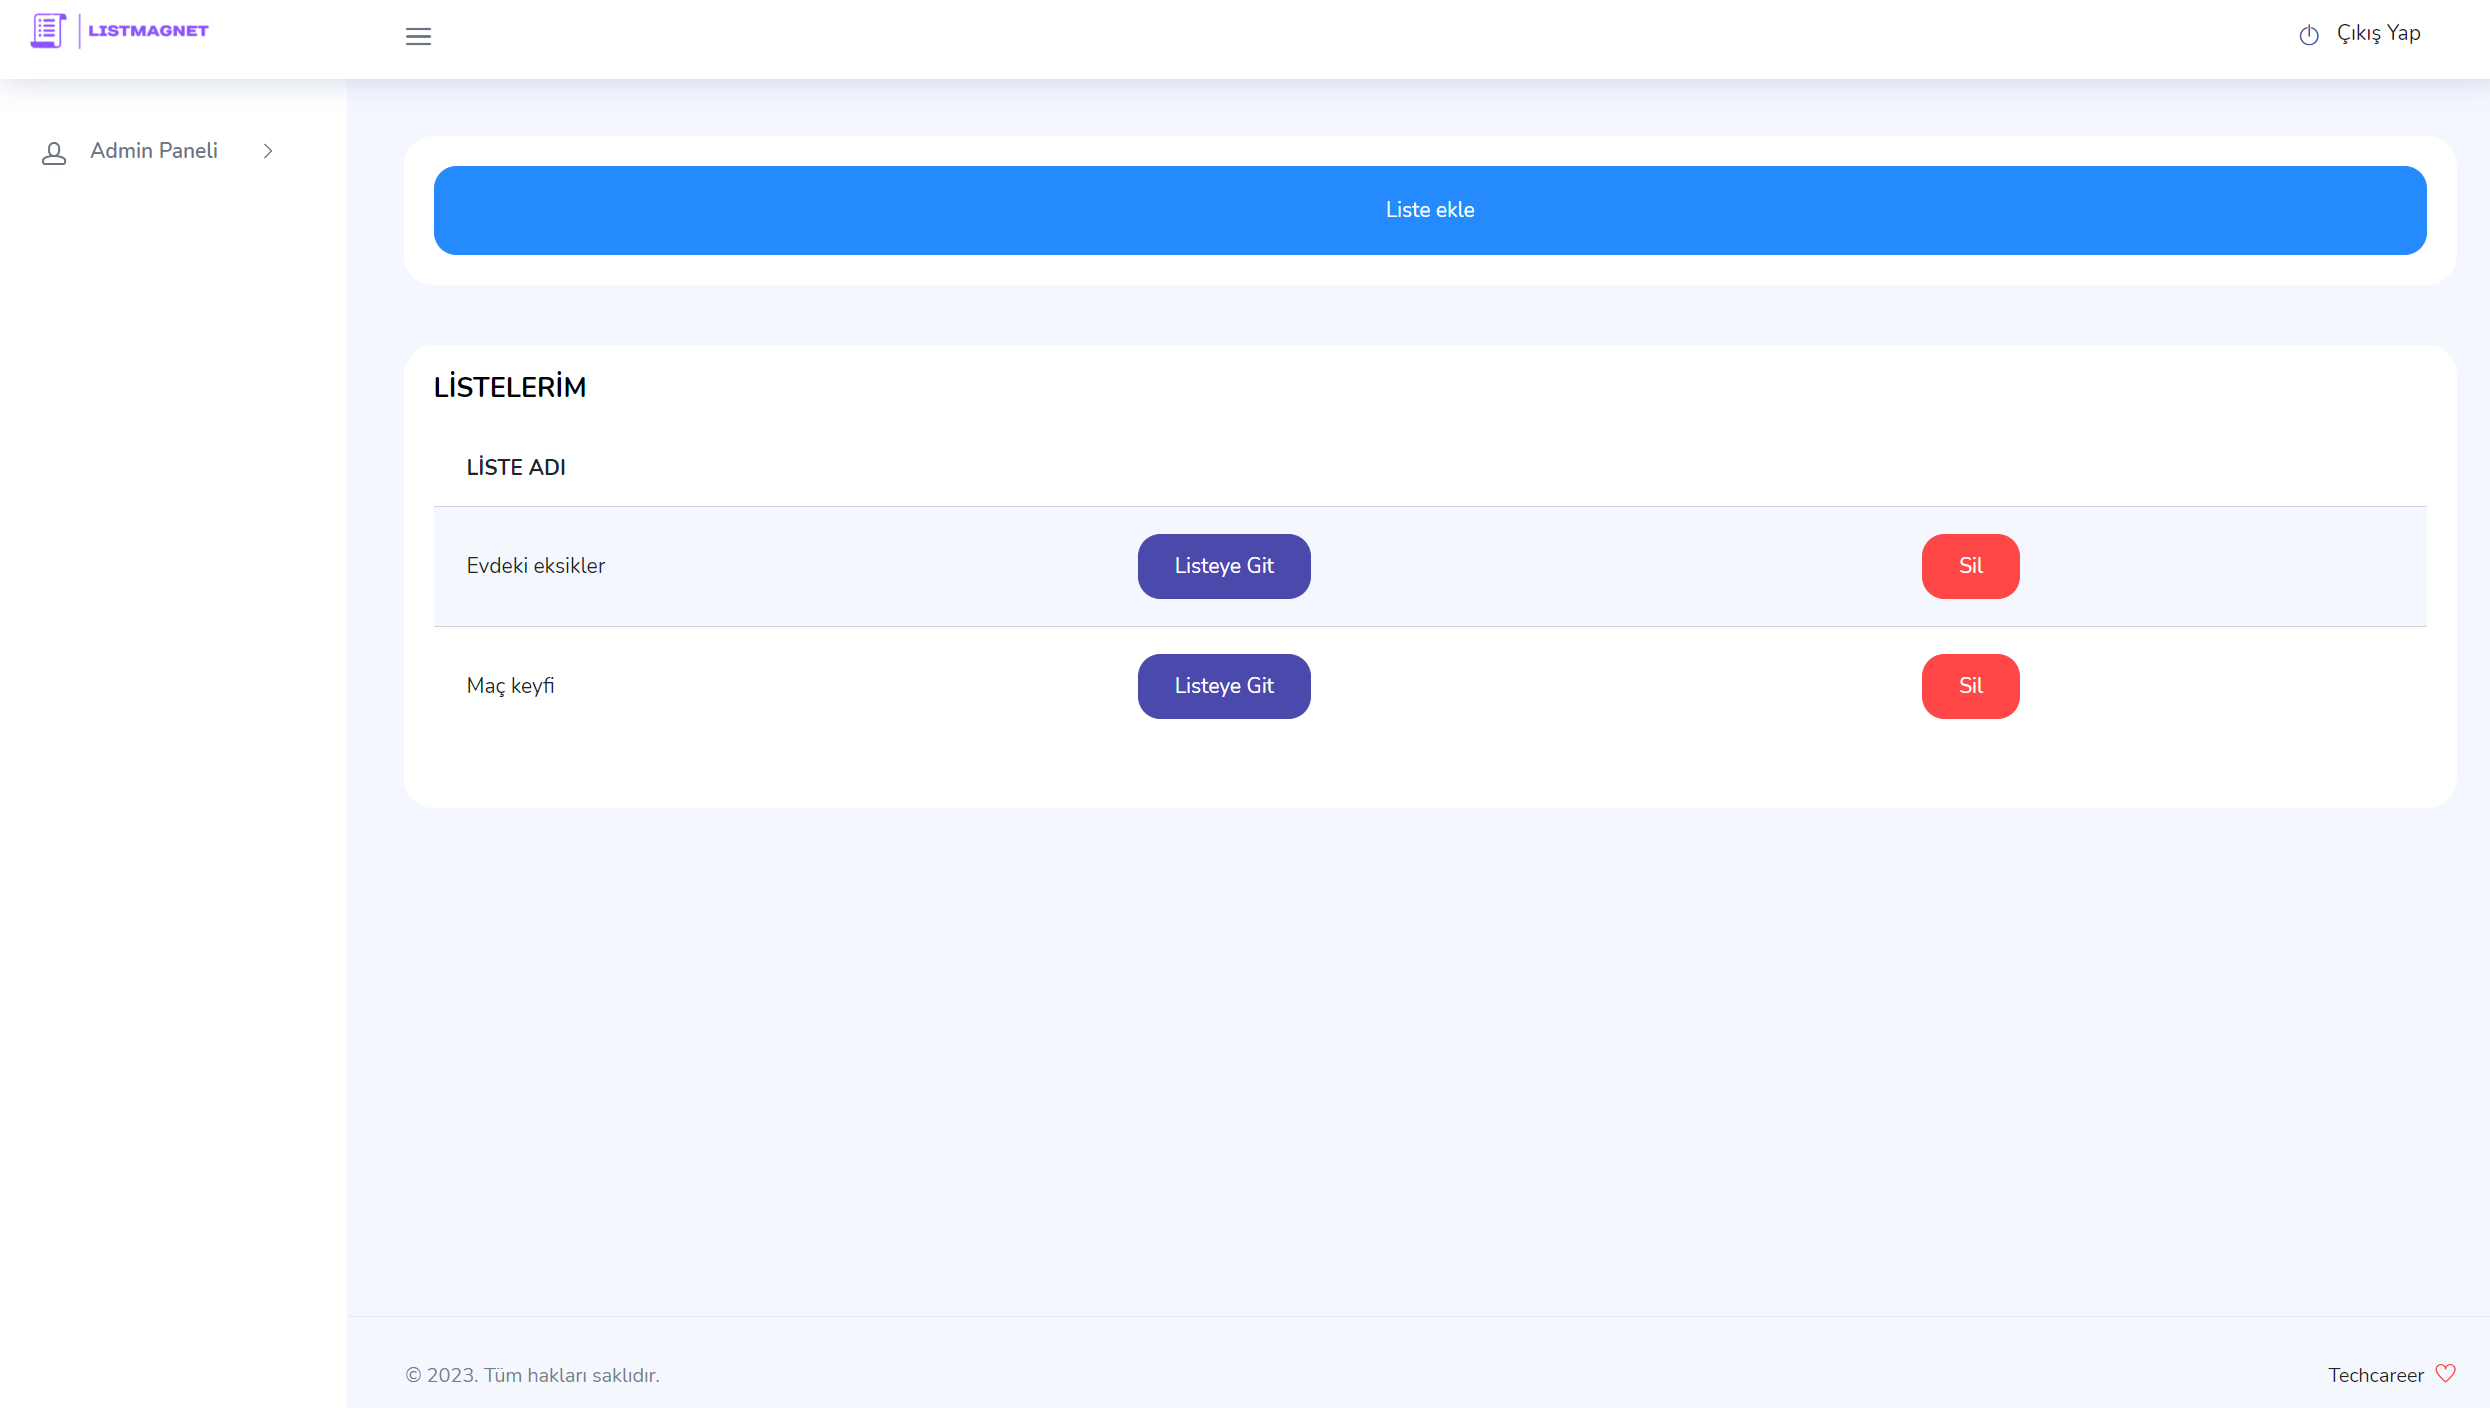 LISTMAGNET
Çıkış Yap
Admin Paneli
Liste ekle
LİSTELERİM
LİSTE ADI
Evdeki eksikler
Listeye Git
Sil
Maç keyfi
Listeye Git
Sil
© 2023. Tüm hakları saklıdır.
Techcareer